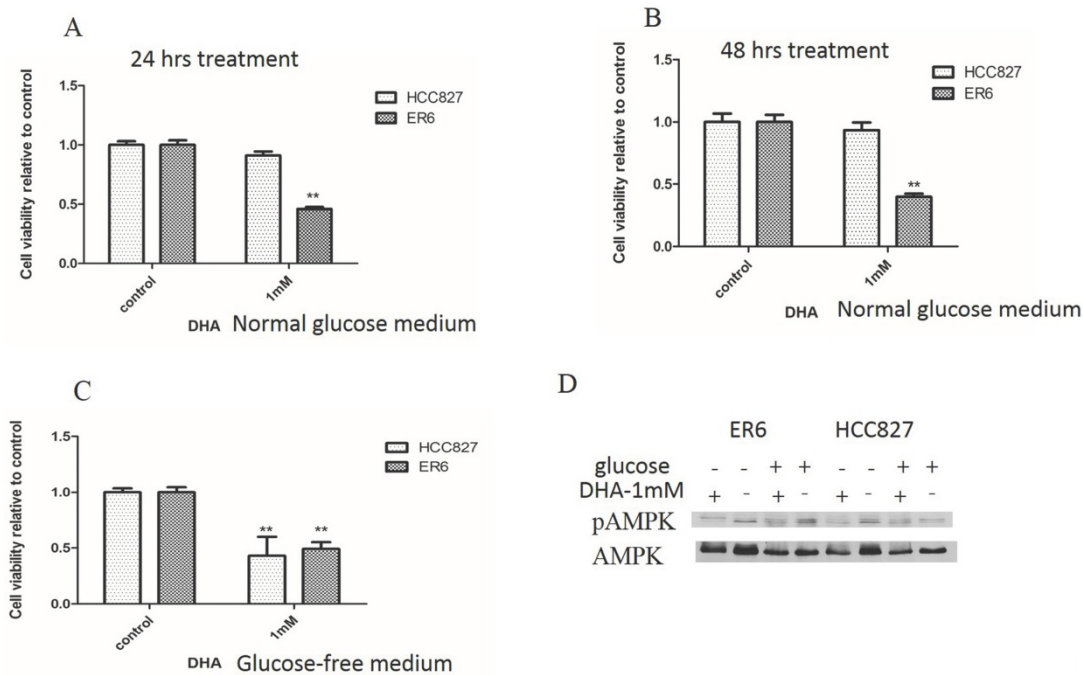 A
24 hrs treatment
Cell viability relative to control
1.5
1.0
0.5
0.0
HCC827
ER6
**
control
1mM
DHA Normal glucose medium
B
48 hrs treatment
Cell viability relative to control
1.5
1.0
0.5
0.0
HCC827
ER6
**
control
1mM
DHA Normal glucose medium
C
Cell viability relative to control
1.5
1.0
0.5
0.0
HCC827
ER6
** **
control
1mM
DHA Glucose-free medium
D
ER6 HCC827
glucose - - + + - - + +
DHA-1mM + - + - + - + -
pAMPK
AMPK